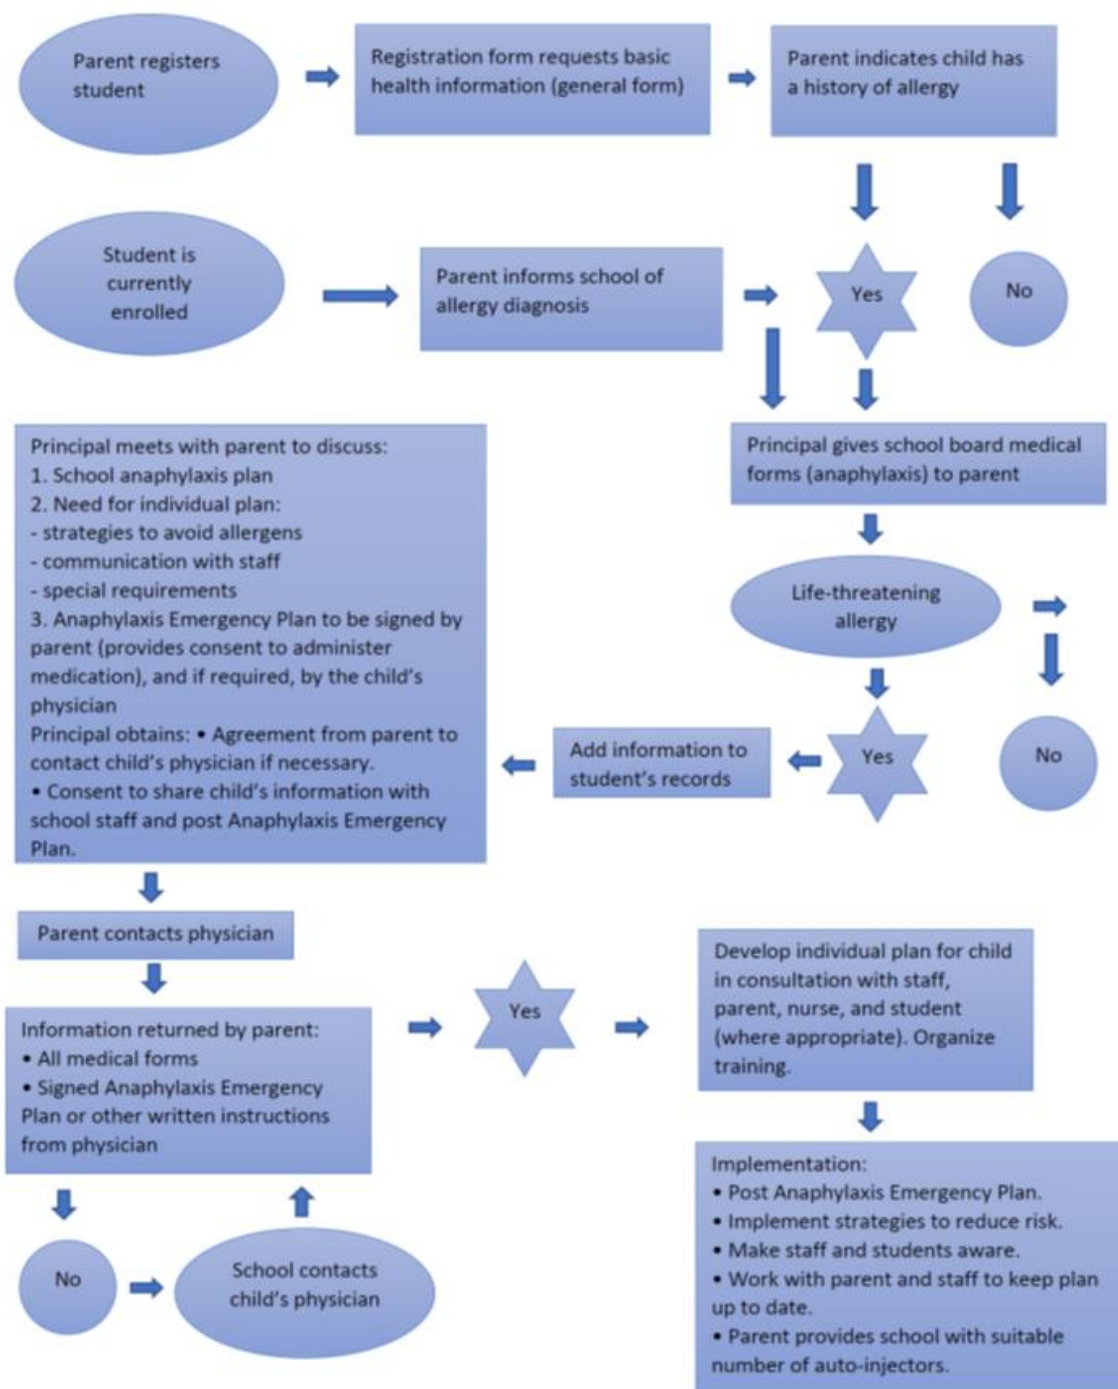 Parent registers
student
Registration form requests basic
health information (general form)
Parent indicates child has
a history of allergy
Student is
currently
enrolled
Parent informs school of
allergy diagnosis
Yes
No
Principal gives school board medical
forms (anaphylaxis) to parent
Life-threatening
allergy
Yes
No
Add information to
student's records
Principal meets with parent to discuss:
1. School anaphylaxis plan
2. Need for individual plan:
- strategies to avoid allergens
- communication with staff
- special requirements
3. Anaphylaxis Emergency Plan to be signed by
parent (provides consent to administer
medication), and if required, by the child's
physician
Principal obtains: • Agreement from parent to
contact child's physician if necessary.
• Consent to share child's information with
school staff and post Anaphylaxis Emergency
Plan.
Parent contacts physician
Information returned by parent:
• All medical forms
• Signed Anaphylaxis Emergency
Plan or other written instructions
from physician
No
School contacts
child's physician
Yes
Develop individual plan for child
in consultation with staff,
parent, nurse, and student
(where appropriate). Organize
training.
Implementation:
• Post Anaphylaxis Emergency Plan.
• Implement strategies to reduce risk.
• Make staff and students aware.
• Work with parent and staff to keep plan
up to date.
• Parent provides school with suitable
number of auto-injectors.